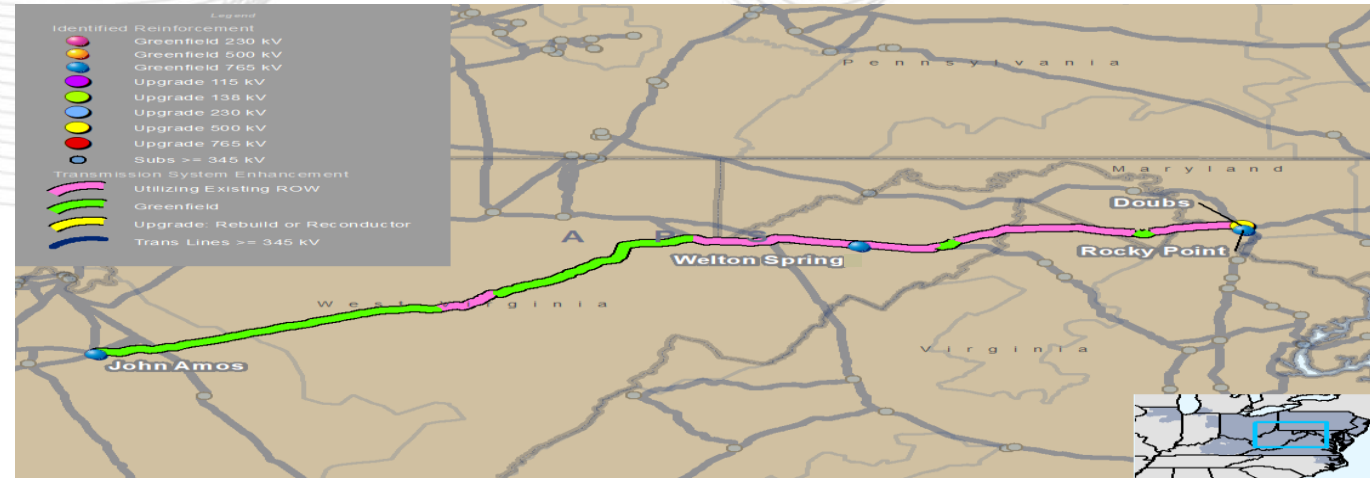 Legend
Identified Reinforcement
Greenfield 230 kV
Greenfield 500 kV
Greenfield 765 kV
Upgrade 115 kV
Upgrade 138 kV
Upgrade 230 kV
Upgrade 500 kV
Upgrade 765 kV
Subs >= 345 kV
Transmission System Enhancement
Utilizing Existing ROW
Greenfield
Upgrade: Rebuild or Reconductor
Trans Lines >= 345 kV
Pennsylvania
Maryland
Doubs
A P S
Rocky Point
Welton Spring
West Virginia
Virginia
John Amos